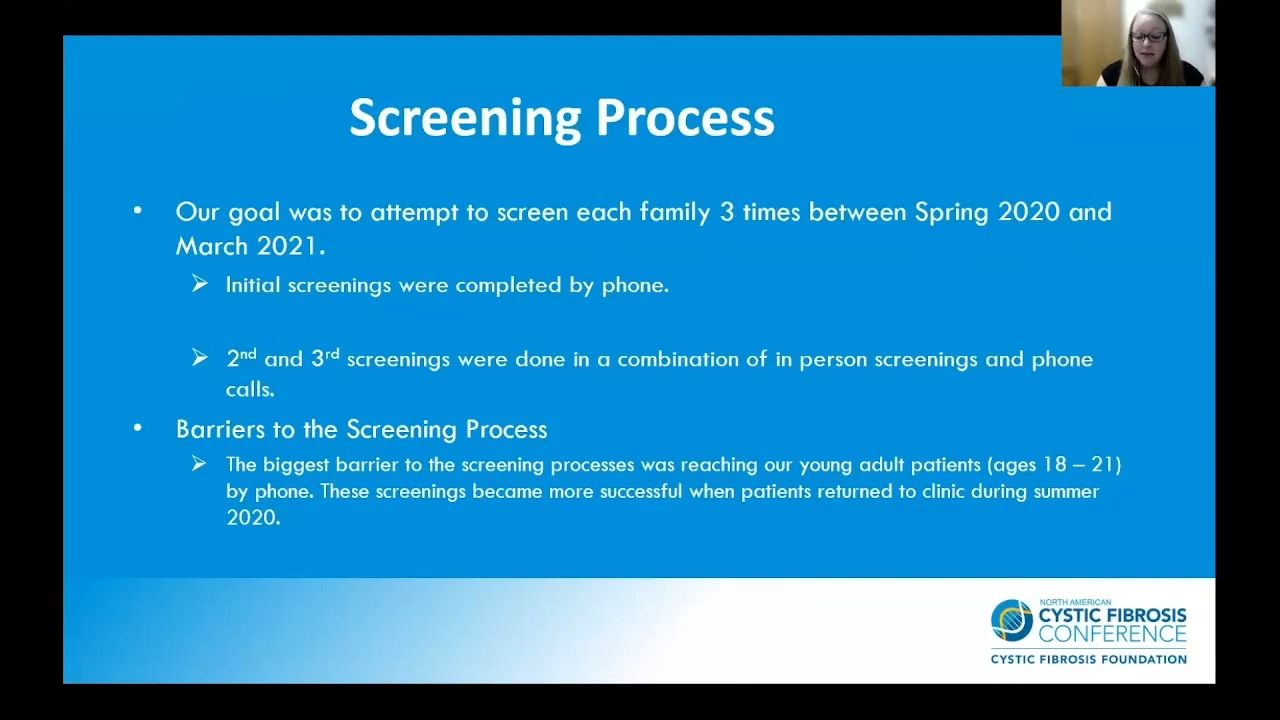 Screening Process
• Our goal was to attempt to screen each family 3 times between Spring 2020 and
March 2021.
➢ Initial screenings were completed by phone.
➢ 2nd and 3rd screenings were done in a combination of in person screenings and phone
calls.
• Barriers to the Screening Process
➢ The biggest barrier to the screening processes was reaching our young adult patients (ages 18 – 21)
by phone. These screenings became more successful when patients returned to clinic during summer
2020.
NORTH AMERICAN
CYSTIC FIBROSIS
CONFERENCE
CYSTIC FIBROSIS FOUNDATION